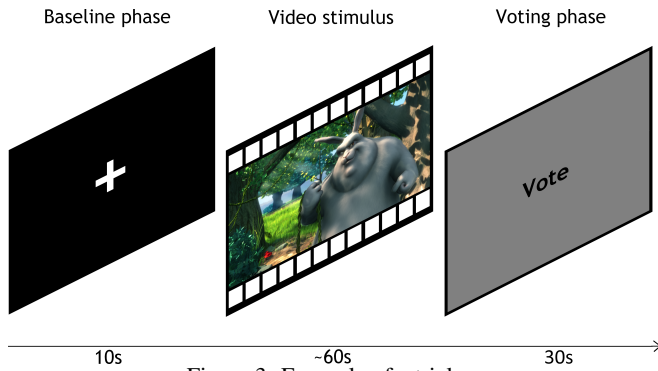 Baseline phase
Video stimulus
Voting phase
Vote
10s
~60s
30s